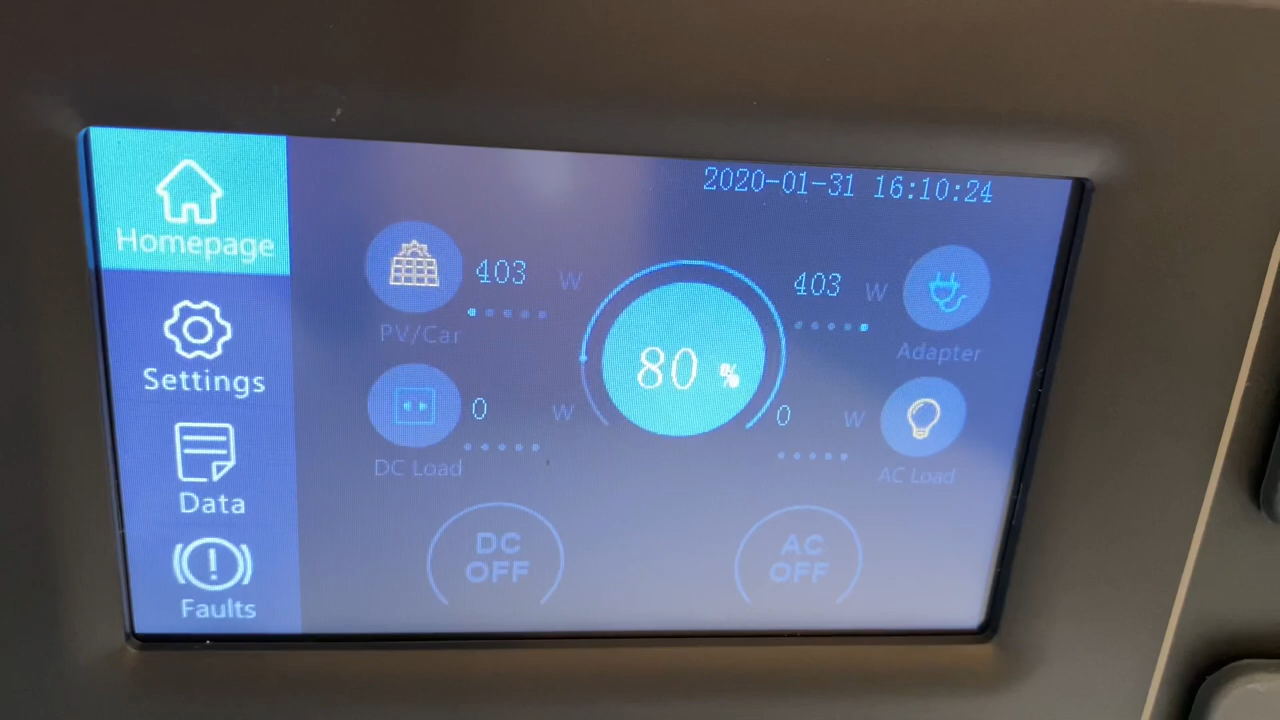 2020-01-31 16:10:24
Homepage
Settings
Data
Faults
403 W
PV/Car
403 W
Adapter
80 %
0 W
DC Load
0 W
AC Load
DC
OFF
AC
OFF